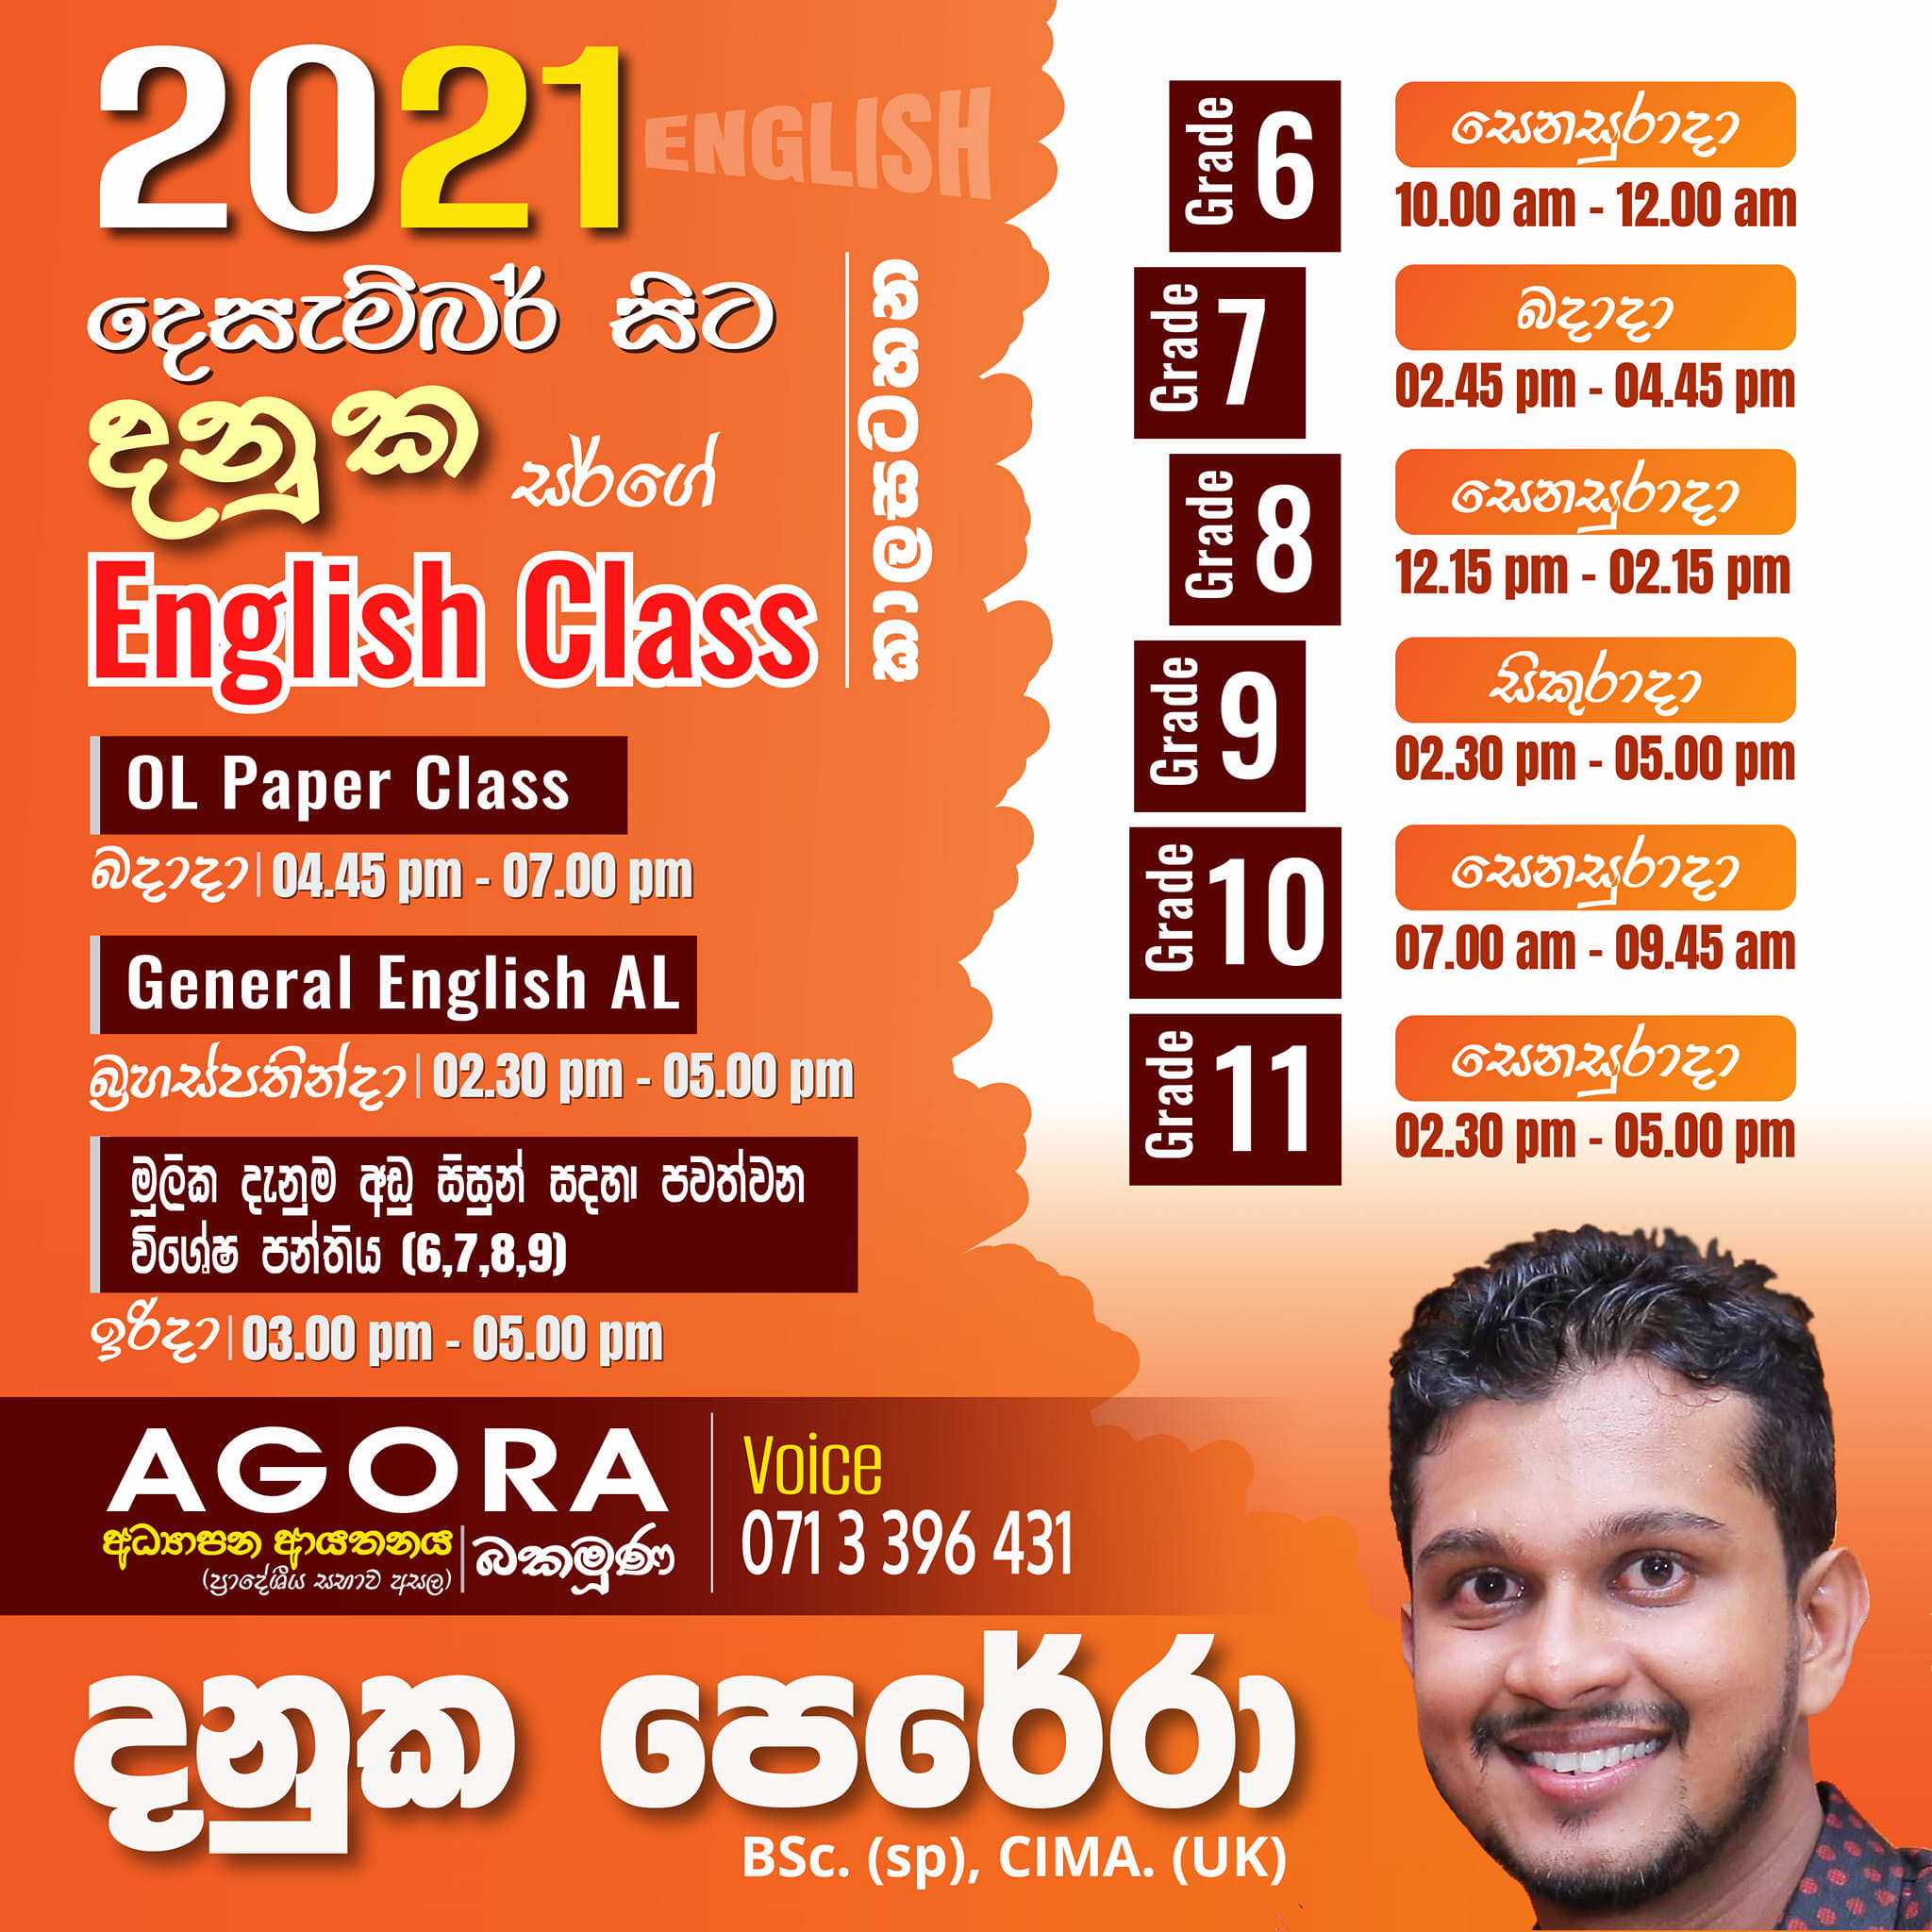 2021
ENGLISH
දෙසැම්බර් සිට
දනූක සර්ගේ
English Class
කාලසටහන
OL Paper Class
බදාදා | 04.45 pm - 07.00 pm
General English AL
බ්‍රහස්පතින්දා | 02.30 pm - 05.00 pm
මුලික දැනුම අඩු සිසුන් සදහා පවත්වන
විශේෂ පන්තිය (6,7,8,9)
ඉරිදා | 03.00 pm - 05.00 pm
Grade 6
සෙනසුරාදා
10.00 am - 12.00 am
Grade 7
බදාදා
02.45 pm - 04.45 pm
Grade 8
සෙනසුරාදා
12.15 pm - 02.15 pm
Grade 9
සිකුරාදා
02.30 pm - 05.00 pm
Grade 10
සෙනසුරාදා
07.00 am - 09.45 am
Grade 11
සෙනසුරාදා
02.30 pm - 05.00 pm
AGORA
අධ්‍යාපන ආයතනය | බකමූණ
(ප්‍රාදේශීය සභාව අසල)
Voice
071 3 396 431
දනුක පෙරේරා
BSc. (sp), CIMA. (UK)